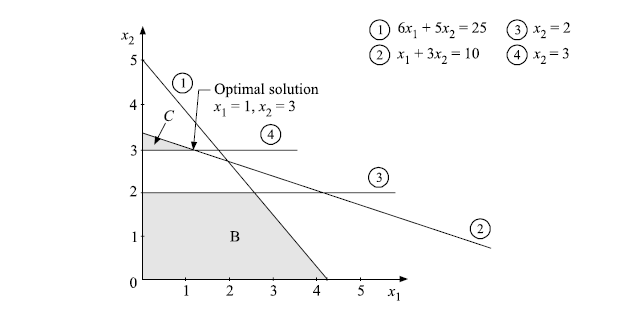 ① 6x₁ + 5x₂ = 25 ③ x₂ = 2
② x₁ + 3x₂ = 10 ④ x₂ = 3
x₂
5
①
Optimal solution
x₁ = 1, x₂ = 3
4
C
④
3
③
2
②
B
1
0
1 2 3 4 5 x₁